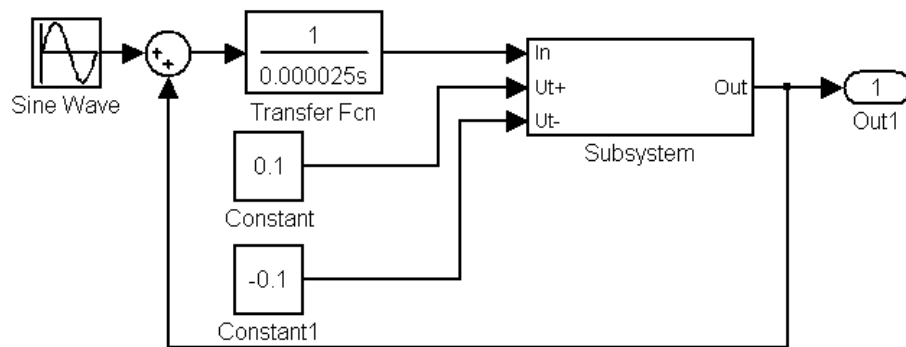 Sine Wave
+
+
1
0.000025s
Transfer Fcn
0.1
Constant
-0.1
Constant1
In
Ut+
Ut-
Out
Subsystem
1
Out1